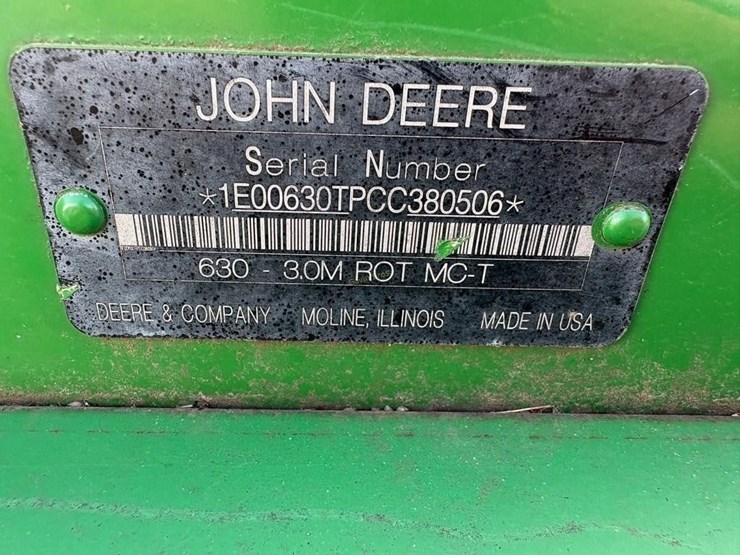 JOHN DEERE
Serial Number
*1E00630TPCC380506*
630 - 3.0M ROT MC-T
DEERE & COMPANY MOLINE, ILLINOIS MADE IN USA